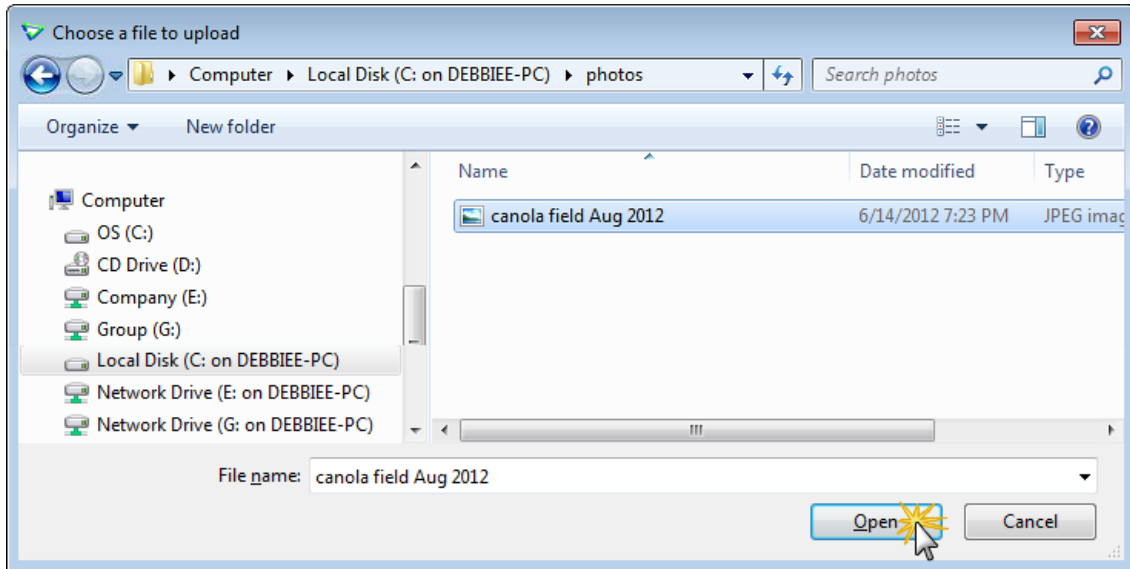 Choose a file to upload
Computer Local Disk (C: on DEBBIEE-PC) photos Search photos
Organize New folder
Name Date modified Type
Computer
OS (C:)
CD Drive (D:)
Company (E:)
Group (G:)
Local Disk (C: on DEBBIEE-PC)
Network Drive (E: on DEBBIEE-PC)
Network Drive (G: on DEBBIEE-PC)
canola field Aug 2012 6/14/2012 7:23 PM JPEG imag
File name: canola field Aug 2012
Open Cancel